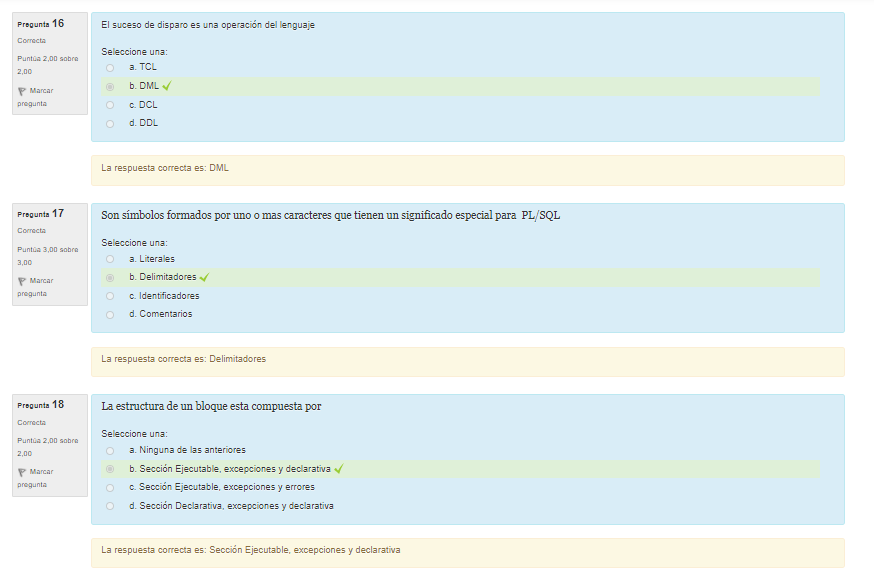 Pregunta 16
Correcta
Puntúa 2,00 sobre
2,00
Marcar
pregunta
El suceso de disparo es una operación del lenguaje
Seleccione una:
a. TCL
b. DML
c. DCL
d. DDL
La respuesta correcta es: DML
Pregunta 17
Correcta
Puntúa 3,00 sobre
3,00
Marcar
pregunta
Son símbolos formados por uno o mas caracteres que tienen un significado especial para PL/SQL
Seleccione una:
a. Literales
b. Delimitadores
c. Identificadores
d. Comentarios
La respuesta correcta es: Delimitadores
Pregunta 18
Correcta
Puntúa 2,00 sobre
2,00
Marcar
pregunta
La estructura de un bloque esta compuesta por
Seleccione una:
a. Ninguna de las anteriores
b. Sección Ejecutable, excepciones y declarativa
c. Sección Ejecutable, excepciones y errores
d. Sección Declarativa, excepciones y declarativa
La respuesta correcta es: Sección Ejecutable, excepciones y declarativa